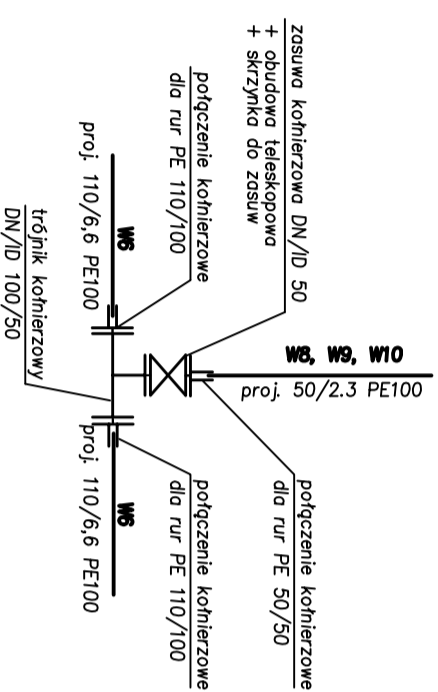 zasuwa kołnierzowa DN/ID 50
+ obudowa teleskopowa
+ skrzynka do zasuw
połączenie kołnierzowe
dla rur PE 110/100
W6
proj. 110/6,6 PE100
trójnik kołnierzowy
DN/ID 100/50
W8, W9, W10
proj. 50/2.3 PE100
połączenie kołnierzowe
dla rur PE 50/50
połączenie kołnierzowe
dla rur PE 110/100
W6
proj. 110/6,6 PE100